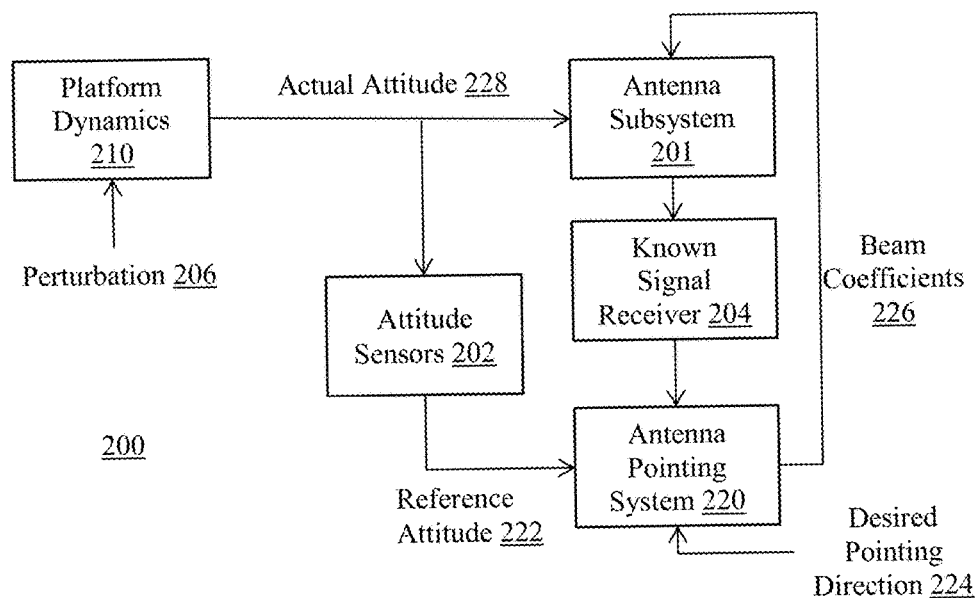 Platform
Dynamics
210
Actual Attitude 228
Antenna
Subsystem
201
Perturbation 206
Known
Signal
Receiver 204
Beam
Coefficients
226
Attitude
Sensors 202
200
Antenna
Pointing
System 220
Reference
Attitude 222
Desired
Pointing
Direction 224